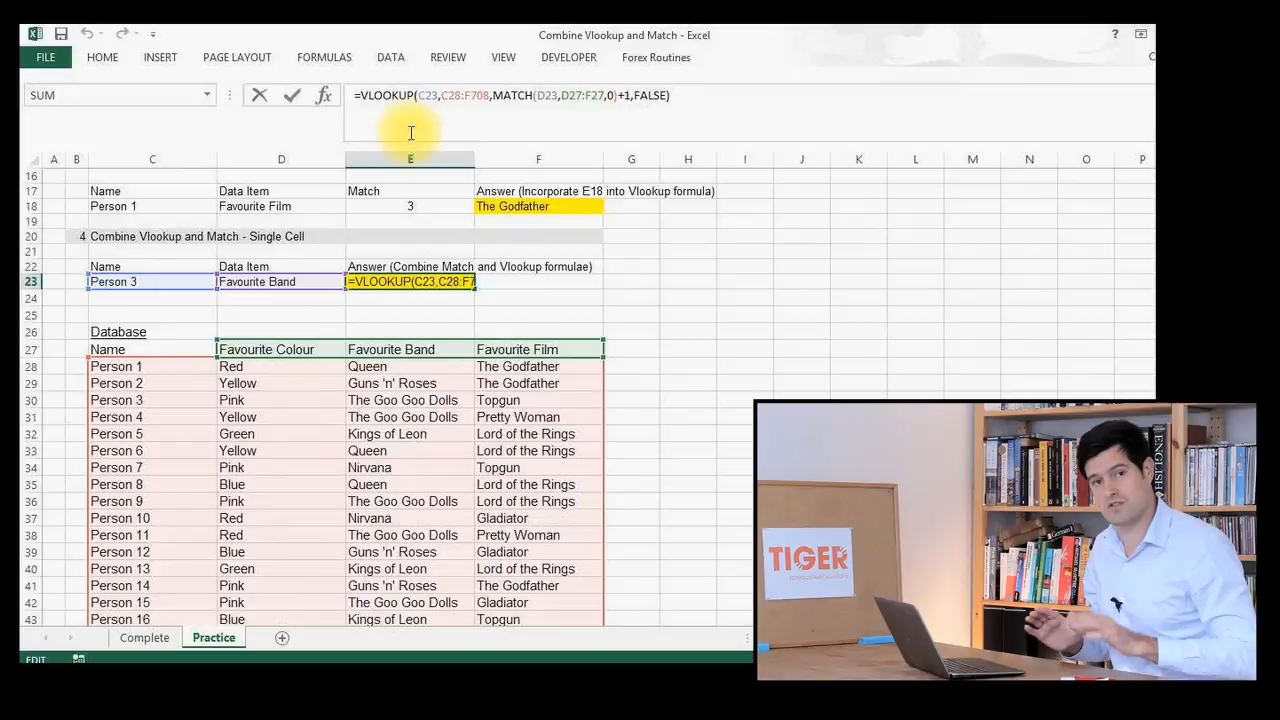 Combine Vlookup and Match - Excel
?
FILE HOME INSERT PAGE LAYOUT FORMULAS DATA REVIEW VIEW DEVELOPER Forex Routines
SUM fx =VLOOKUP(C23,C28:F708,MATCH(D23,D27:F27,0)+1,FALSE)
A B C D E F G H I J K L M N O P
16
17 Name Data Item Match Answer (Incorporate E18 into Vlookup formula)
18 Person 1 Favourite Film 3 The Godfather
19
20 4 Combine Vlookup and Match - Single Cell
21
22 Name Data Item Answer (Combine Match and Vlookup formulae)
23 Person 3 Favourite Band =VLOOKUP(C23,C28:F7
24
25
26 Database
27 Name Favourite Colour Favourite Band Favourite Film
28 Person 1 Red Queen The Godfather
29 Person 2 Yellow Guns 'n' Roses The Godfather
30 Person 3 Pink The Goo Goo Dolls Topgun
31 Person 4 Yellow The Goo Goo Dolls Pretty Woman
32 Person 5 Green Kings of Leon Lord of the Rings
33 Person 6 Yellow Queen Lord of the Rings
34 Person 7 Pink Nirvana Topgun
35 Person 8 Blue Queen Lord of the Rings
36 Person 9 Pink The Goo Goo Dolls Lord of the Rings
37 Person 10 Red Nirvana Gladiator
38 Person 11 Red The Goo Goo Dolls Pretty Woman
39 Person 12 Blue Guns 'n' Roses Gladiator
40 Person 13 Green Kings of Leon Lord of the Rings
41 Person 14 Pink Guns 'n' Roses The Godfather
42 Person 15 Pink The Goo Goo Dolls Gladiator
43 Person 16 Blue Kings of Leon Topgun
Complete Practice
EDIT
TIGER
ENGLISH